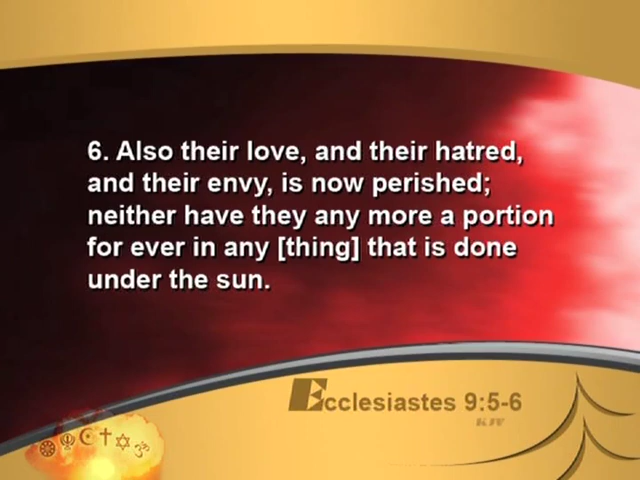 6. Also their love, and their hatred,
and their envy, is now perished;
neither have they any more a portion
for ever in any [thing] that is done
under the sun.
Ecclesiastes 9:5-6
KJV